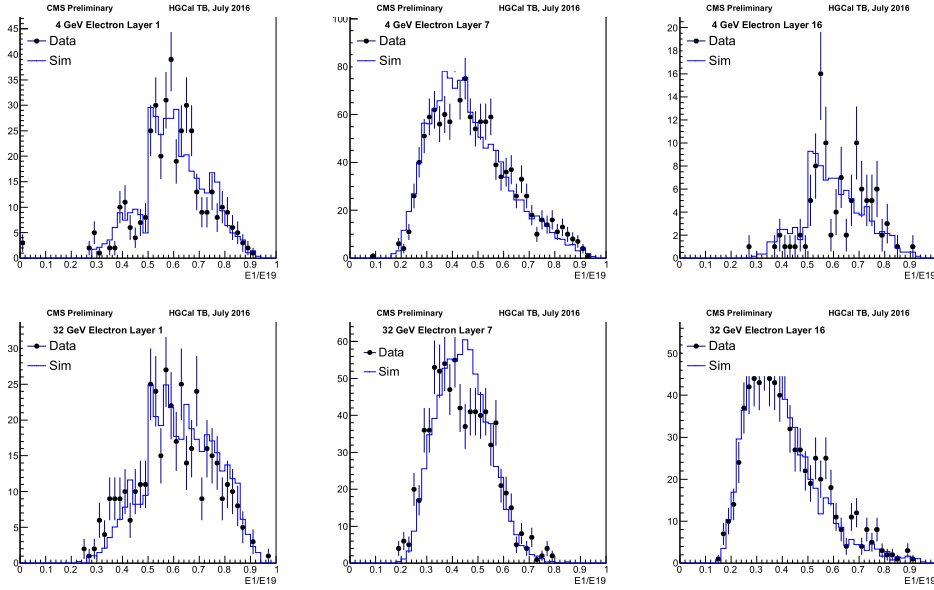 CMS Preliminary HGCal TB, July 2016
4 GeV Electron Layer 1
Data
Sim
45
40
35
30
25
20
15
10
5
0
0 0.1 0.2 0.3 0.4 0.5 0.6 0.7 0.8 0.9 1
E1/E19
CMS Preliminary HGCal TB, July 2016
4 GeV Electron Layer 7
Data
Sim
100
80
60
40
20
0
0 0.1 0.2 0.3 0.4 0.5 0.6 0.7 0.8 0.9 1
E1/E19
CMS Preliminary HGCal TB, July 2016
4 GeV Electron Layer 16
Data
Sim
20
18
16
14
12
10
8
6
4
2
0
0 0.1 0.2 0.3 0.4 0.5 0.6 0.7 0.8 0.9
E1/E19
CMS Preliminary HGCal TB, July 2016
32 GeV Electron Layer 1
Data
Sim
30
25
20
15
10
5
0
0 0.1 0.2 0.3 0.4 0.5 0.6 0.7 0.8 0.9 1
E1/E19
CMS Preliminary HGCal TB, July 2016
32 GeV Electron Layer 7
Data
Sim
60
50
40
30
20
10
0
0 0.1 0.2 0.3 0.4 0.5 0.6 0.7 0.8 0.9 1
E1/E19
CMS Preliminary HGCal TB, July 2016
32 GeV Electron Layer 16
Data
Sim
50
40
30
20
10
0
0 0.1 0.2 0.3 0.4 0.5 0.6 0.7 0.8 0.9
E1/E19